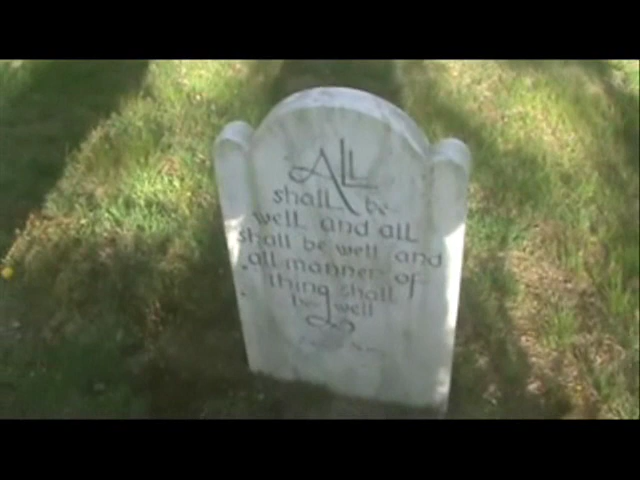 ALL
shall be
well and all
shall be well and
all manner of
thing shall
be well